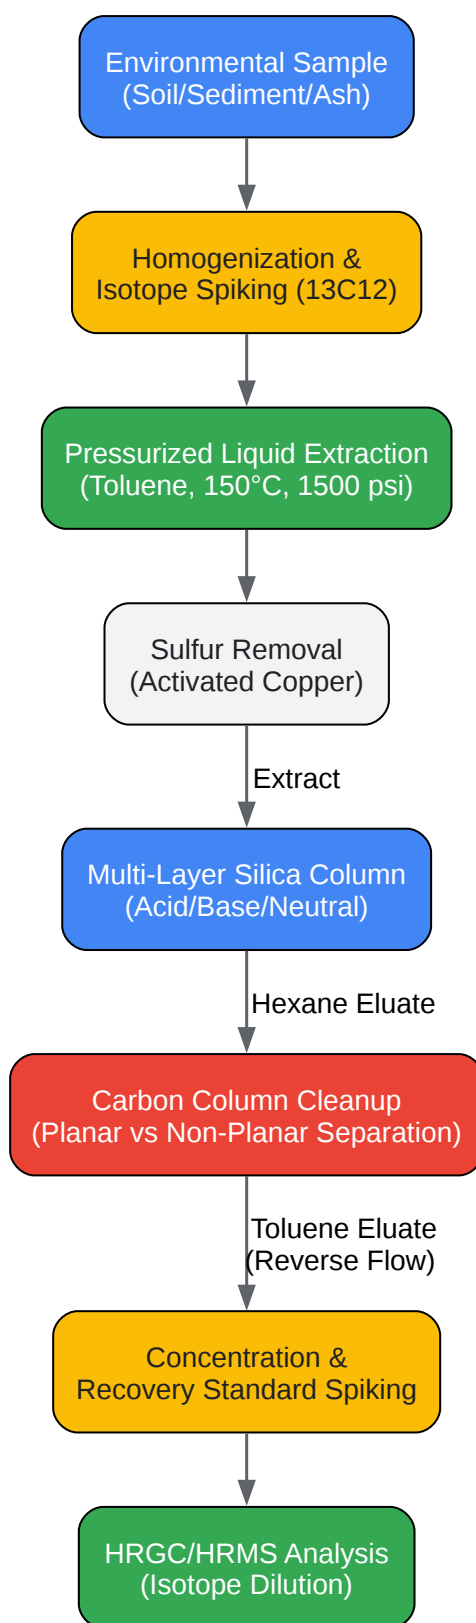 Environmental Sample
(Soil/Sediment/Ash)
Homogenization &
Isotope Spiking (13C12)
Pressurized Liquid Extraction
(Toluene, 150°C, 1500 psi)
Sulfur Removal
(Activated Copper)
Extract
Multi-Layer Silica Column
(Acid/Base/Neutral)
Hexane Eluate
Carbon Column Cleanup
(Planar vs Non-Planar Separation)
Toluene Eluate
(Reverse Flow)
Concentration &
Recovery Standard Spiking
HRGC/HRMS Analysis
(Isotope Dilution)